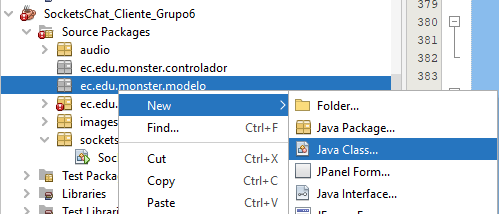 SocketsChat_Cliente_Grupo6
Source Packages
audio
ec.edu.monster.controlador
ec.edu.monster.modelo
ec.edu.
images
sockets
Soc
Test Packag
Libraries
Test Librari
New
Find... Ctrl+F
Cut Ctrl+X
Copy Ctrl+C
Paste Ctrl+V
Folder...
Java Package...
Java Class...
JPanel Form...
Java Interface...
379
380
381
382
383